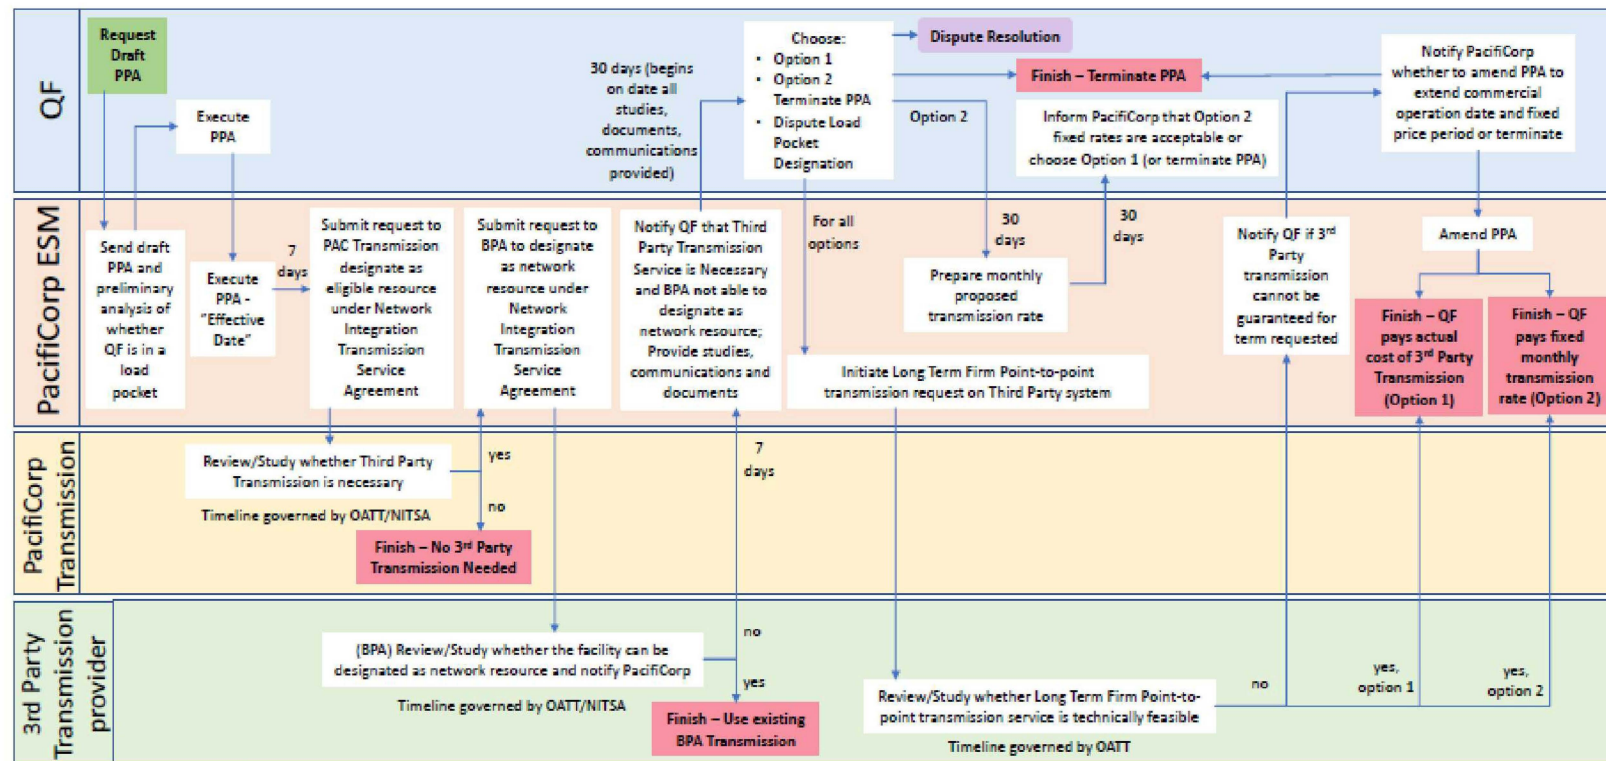 QF
Request
Draft
PPA
Execute
PPA
30 days (begins
on date all
studies,
documents,
communications
provided)
Choose:
• Option 1
• Option 2
Terminate PPA
• Dispute Load
Pocket
Designation
Dispute Resolution
Finish – Terminate PPA
Option 2
Inform PacifiCorp that Option 2
fixed rates are acceptable or
choose Option 1 (or terminate PPA)
Notify PacifiCorp
whether to amend PPA to
extend commercial
operation date and fixed
price period or terminate
PacifiCorp ESM
Send draft
PPA and
preliminary
analysis of
whether
QF is in a
load
pocket
Execute
PPA -
"Effective
Date"
7
days
Submit request to
PAC Transmission
designate as
eligible resource
under Network
Integration
Transmission
Service
Agreement
Submit request to
BPA to designate
as network
resource under
Network
Integration
Transmission
Service
Agreement
Notify QF that Third
Party Transmission
Service is Necessary
and BPA not able to
designate as
network resource;
Provide studies,
communications and
documents
For all
options
30
days
Prepare monthly
proposed
transmission rate
30
days
Initiate Long Term Firm Point-to-point
transmission request on Third Party system
Notify QF if 3rd
Party
transmission
cannot be
guaranteed for
term requested
Amend PPA
Finish – QF
pays actual
cost of 3rd Party
Transmission
(Option 1)
Finish – QF
pays fixed
monthly
transmission
rate (Option 2)
PacifiCorp
Transmission
Review/Study whether Third Party
Transmission is necessary
Timeline governed by OATT/NITSA
yes
no
Finish – No 3rd Party
Transmission Needed
7
days
3rd Party
Transmission
provider
(BPA) Review/Study whether the facility can be
designated as network resource and notify PacifiCorp
Timeline governed by OATT/NITSA
no
yes
Finish – Use existing
BPA Transmission
Review/Study whether Long Term Firm Point-to-
point transmission service is technically feasible
Timeline governed by OATT
no
yes,
option 1
yes,
option 2